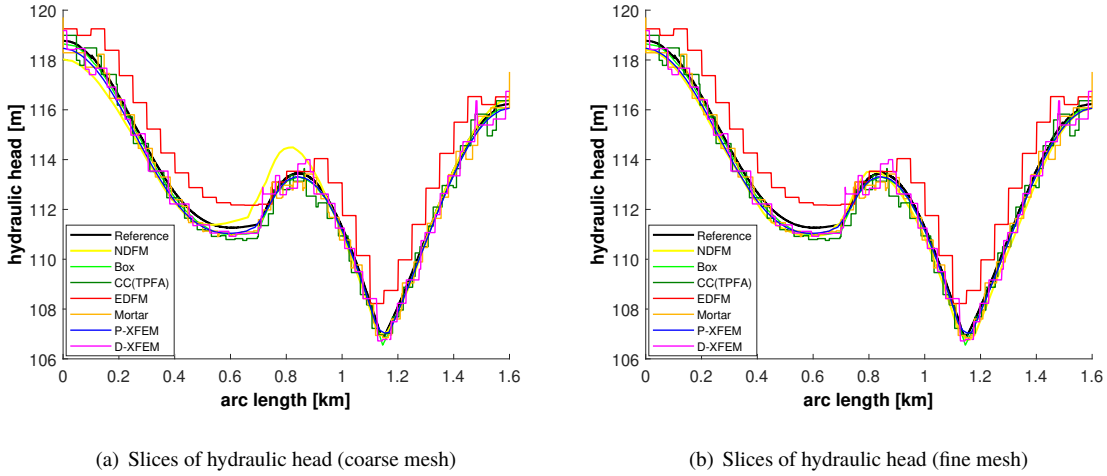 120
118
116
114
112
110
108
106
hydraulic head [m]
Reference
NDFM
Box
CC(TPFA)
EDFM
Mortar
P-XFEM
D-XFEM
0 0.2 0.4 0.6 0.8 1 1.2 1.4 1.6
arc length [km]
(a) Slices of hydraulic head (coarse mesh)
120
118
116
114
112
110
108
106
hydraulic head [m]
Reference
NDFM
Box
CC(TPFA)
EDFM
Mortar
P-XFEM
D-XFEM
0 0.2 0.4 0.6 0.8 1 1.2 1.4 1.6
arc length [km]
(b) Slices of hydraulic head (fine mesh)